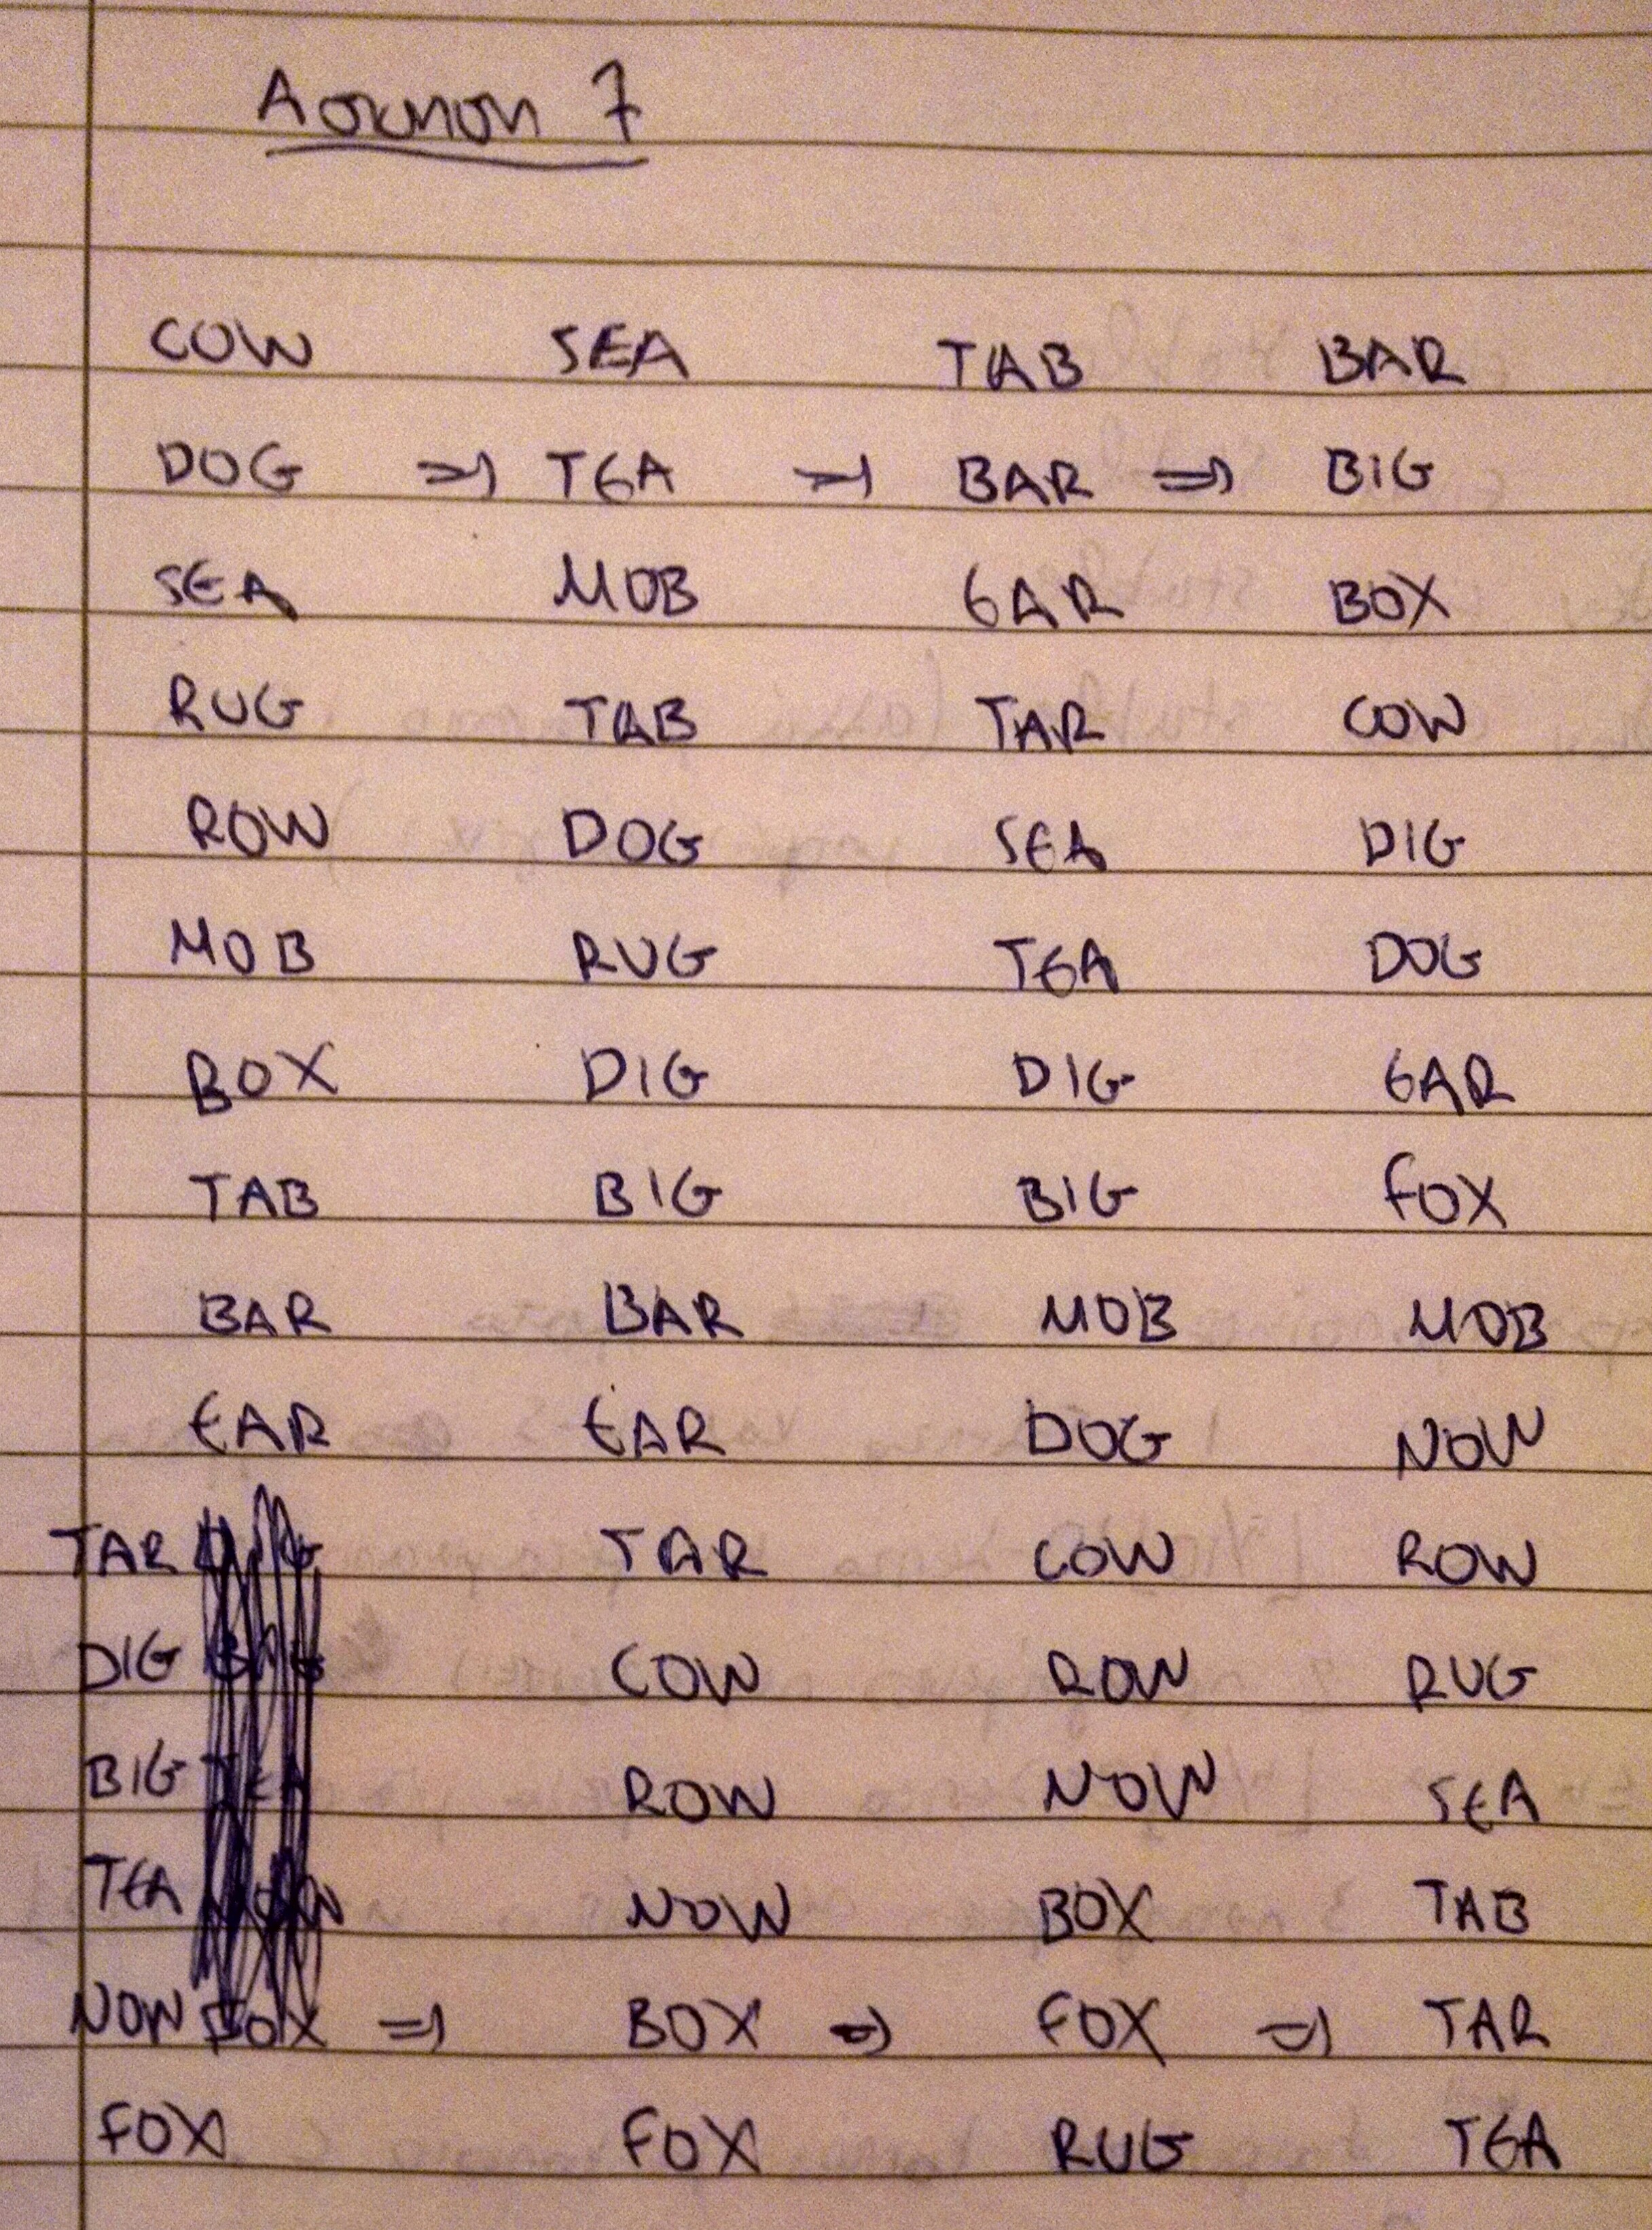 Άσκηση 7
COW SEA TAB BAR
DOG ⇒ TEA ⇒ BAR ⇒ BIG
SEA MOB EAR BOX
RUG TAB TAR COW
ROW DOG SEA DIG
MOB RUG TEA DOG
BOX DIG DIG EAR
TAB BIG BIG FOX
BAR BAR MOB MOB
EAR EAR DOG NOW
TAR TAR COW ROW
DIG COW ROW RUG
BIG ROW NOW SEA
TEA NOW BOX TAB
NOW FOX ⇒ BOX ⇒ FOX ⇒ TAR
FOX FOX RUG TEA